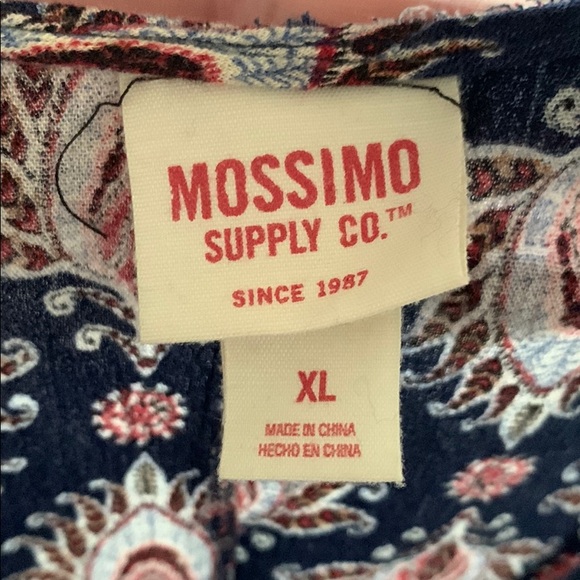 MOSSIMO
SUPPLY CO.™
SINCE 1987
XL
MADE IN CHINA
HECHO EN CHINA